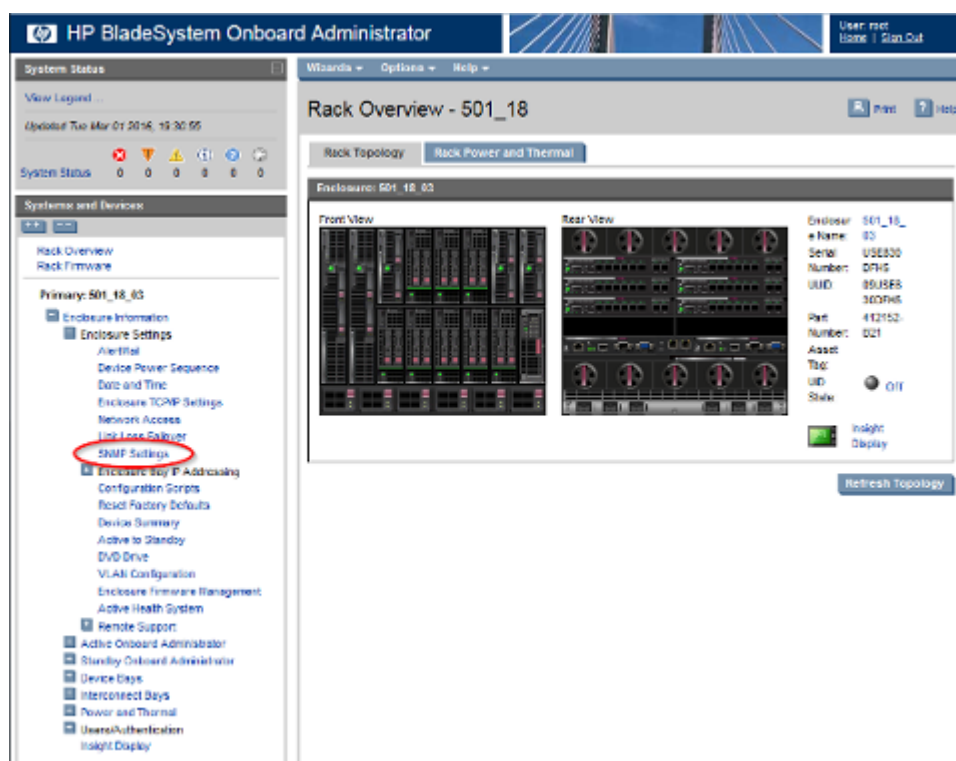 HP BladeSystem Onboard Administrator
User: root
Home | Sign Out
System Status
Wizards Options Help
View Legend ...
Updated Tue Mar 01 2016, 19:30:55
System Status 0 0 0 0 0 0
Systems and Devices
Rack Overview
Rack Firmware
Primary: 501_18_03
Enclosure Information
Enclosure Settings
AlertMail
Device Power Sequence
Date and Time
Enclosure TCP/IP Settings
Network Access
Link Loss Failover
SNMP Settings
Enclosure Bay IP Addressing
Configuration Scripts
Reset Factory Defaults
Device Summary
Active to Standby
DVD Drive
VLAN Configuration
Enclosure Firmware Management
Active Health System
Remote Support
Active Onboard Administrator
Standby Onboard Administrator
Device Bays
Interconnect Bays
Power and Thermal
Users/Authentication
Insight Display
Rack Overview - 501_18
Print Help
Rack Topology Rack Power and Thermal
Enclosure: 501_18_03
Front View
Rear View
Enclosur 501_18_
e Name: 03
Serial
Number:
UUID
Part 412152-
Number: B21
Asset
Tag:
UID Off
State:
Insight
Display
Refresh Topology